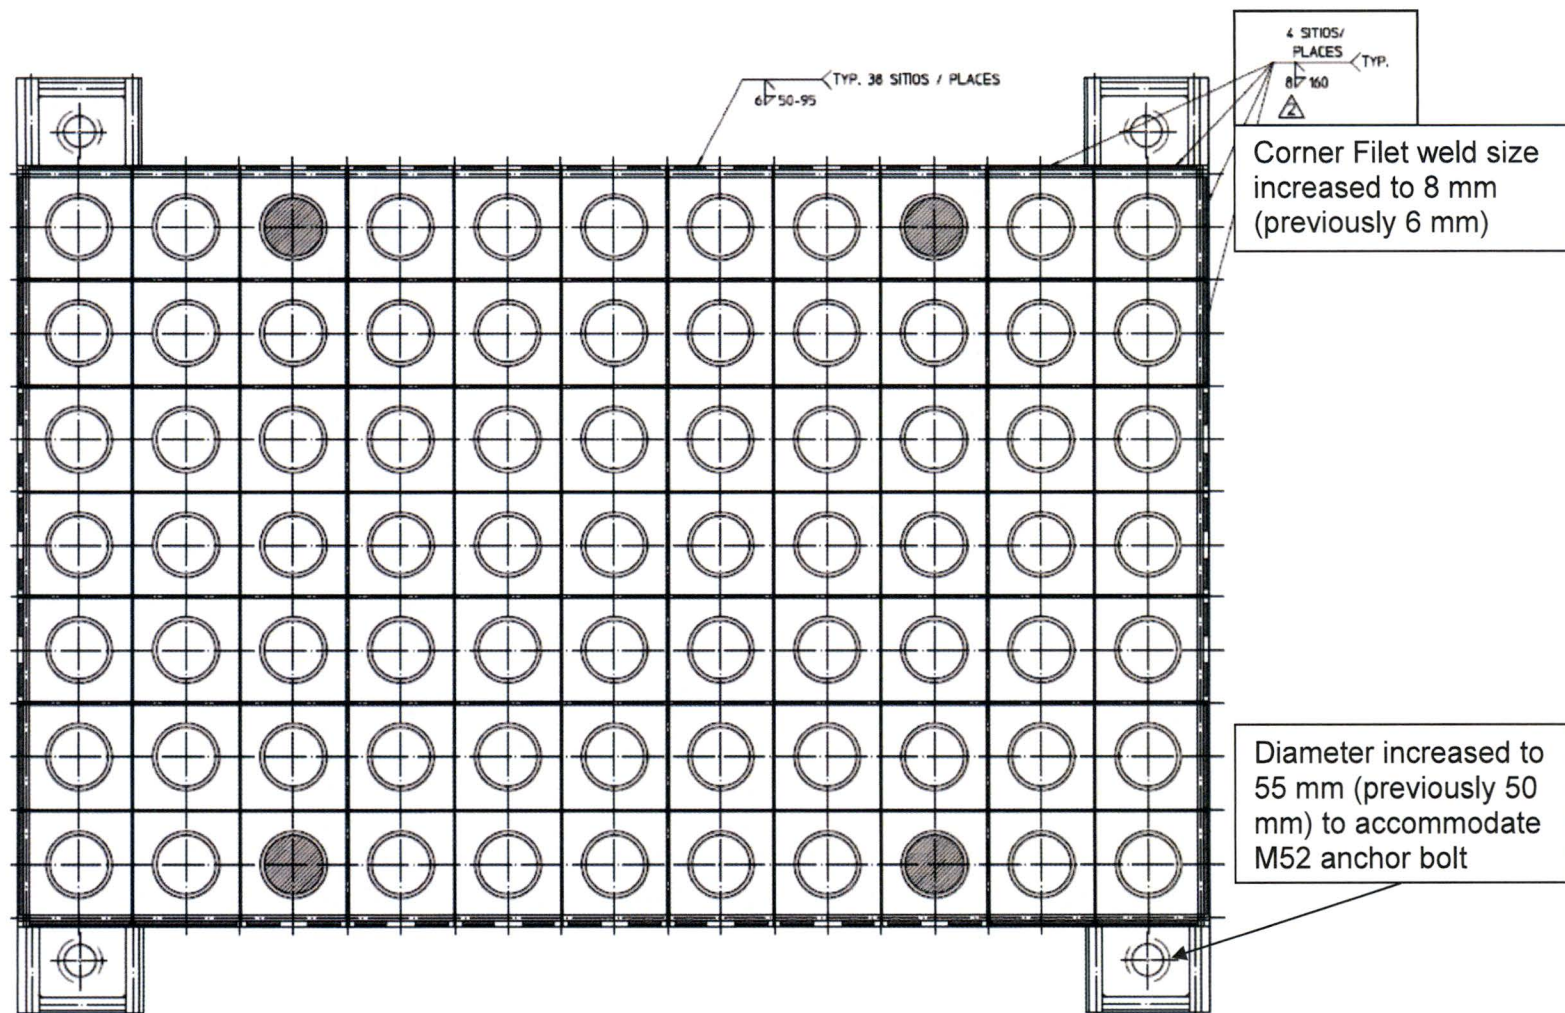 TYP. 38 SITIOS / PLACES
6 50-95
4 SITIOS/
PLACES
TYP.
8 160
2
Corner Filet weld size
increased to 8 mm
(previously 6 mm)
Diameter increased to
55 mm (previously 50
mm) to accommodate
M52 anchor bolt